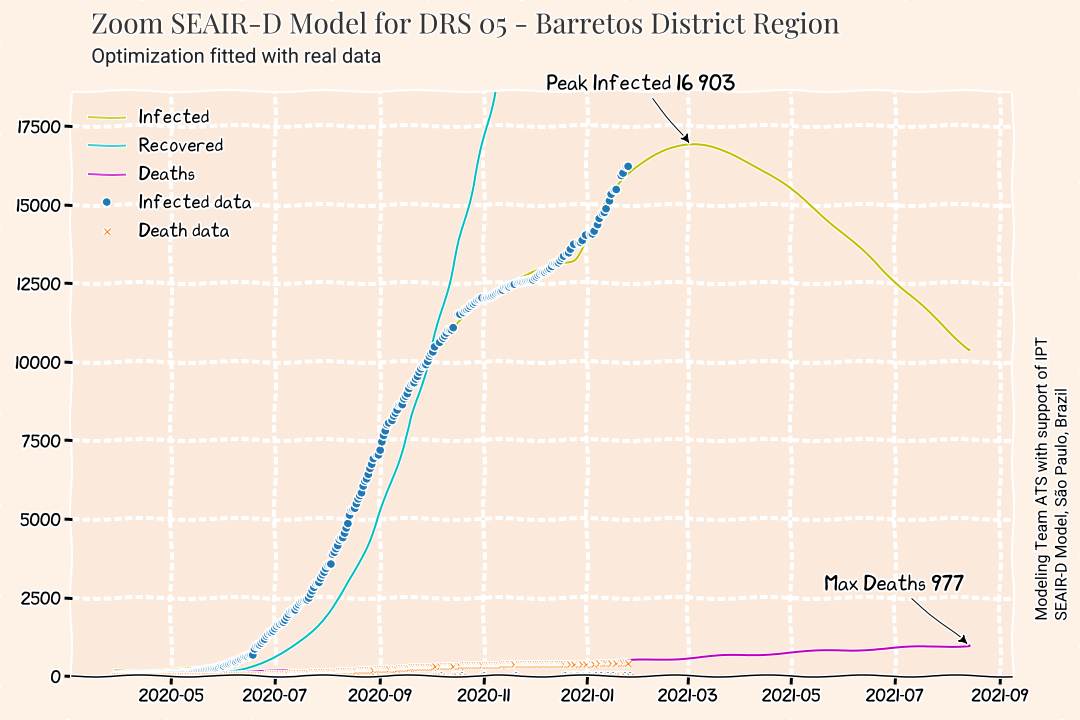 Zoom SEAIR-D Model for DRS 05 - Barretos District Region
Optimization fitted with real data
Peak Infected 16 903
Infected
Recovered
Deaths
Infected data
Death data
17500
15000
12500
10000
7500
5000
2500
0
Max Deaths 977
2020-05
2020-07
2020-09
2020-11
2021-01
2021-03
2021-05
2021-07
2021-09
Modeling Team ATS with support of IPT
SEAIR-D Model, São Paulo, Brazil